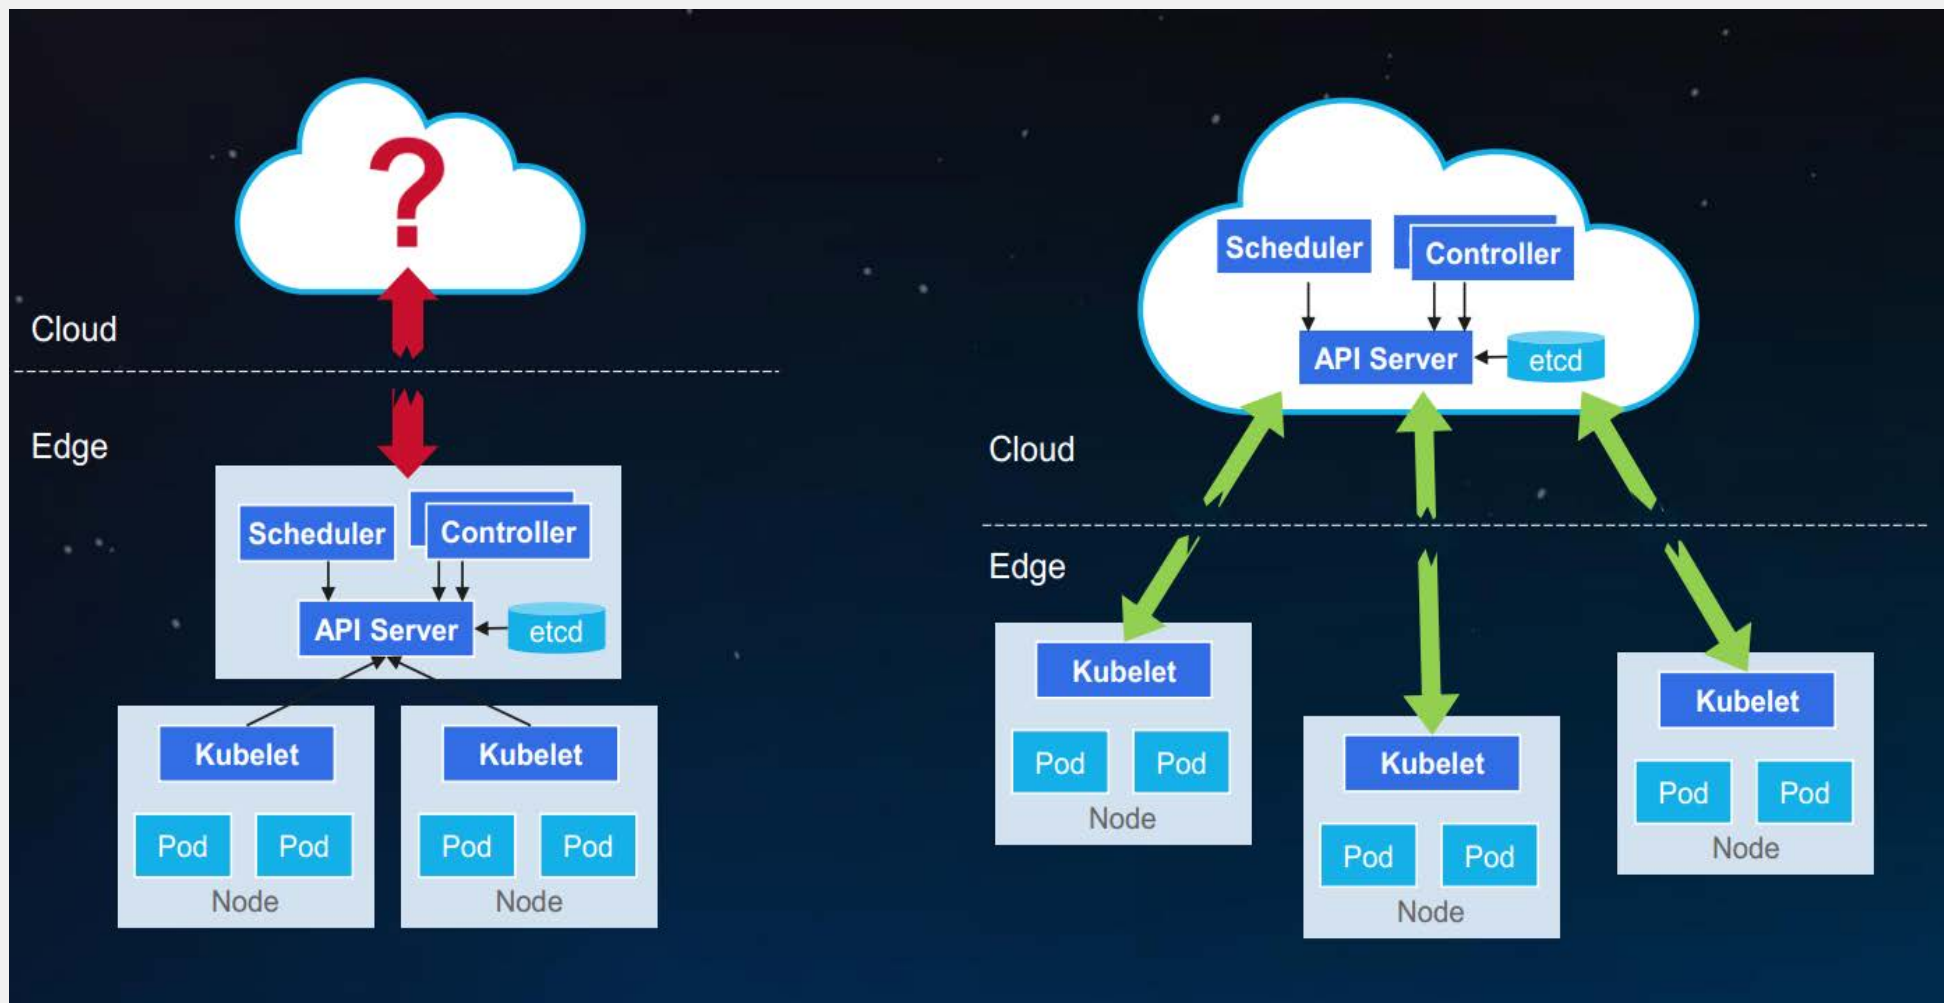 ?
Cloud
Edge
Scheduler
Controller
API Server
etcd
Kubelet
Kubelet
Pod
Pod
Pod
Pod
Node
Node
Scheduler
Controller
API Server
etcd
Cloud
Edge
Kubelet
Pod
Pod
Node
Kubelet
Pod
Pod
Node
Kubelet
Pod
Pod
Node